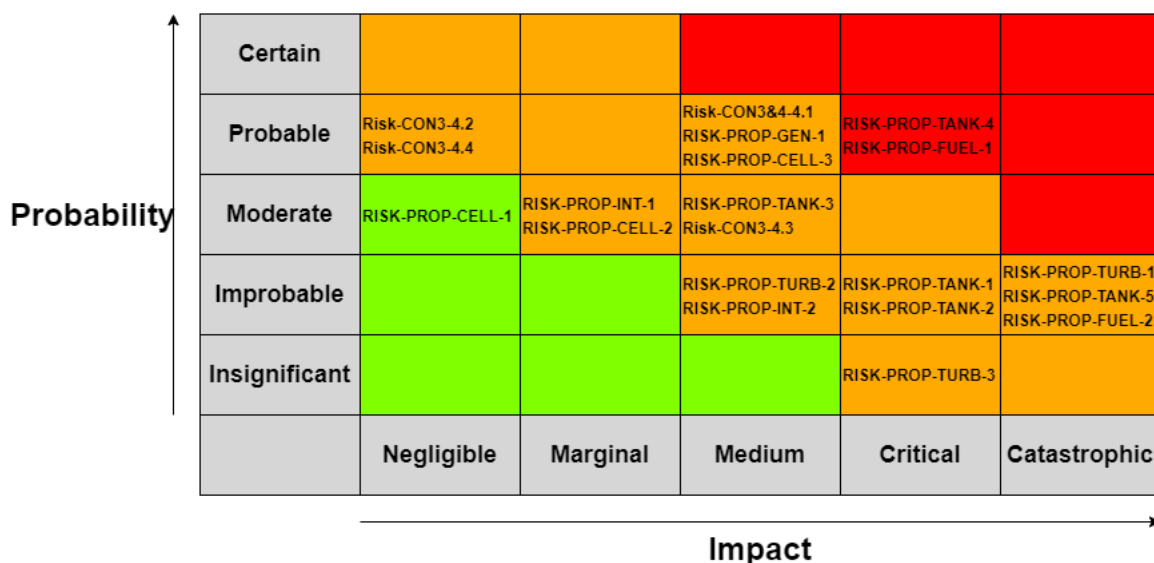 Certain
Probable
Risk-CON3-4.2
Risk-CON3-4.4
Risk-CON3&4-4.1
RISK-PROP-GEN-1
RISK-PROP-CELL-3
RISK-PROP-TANK-4
RISK-PROP-FUEL-1
Probability
Moderate
RISK-PROP-CELL-1
RISK-PROP-INT-1
RISK-PROP-CELL-2
RISK-PROP-TANK-3
Risk-CON3-4.3
Improbable
RISK-PROP-TURB-2
RISK-PROP-INT-2
RISK-PROP-TANK-1
RISK-PROP-TANK-2
RISK-PROP-TURB-1
RISK-PROP-TANK-5
RISK-PROP-FUEL-2
Insignificant
RISK-PROP-TURB-3
Negligible
Marginal
Medium
Critical
Catastrophic
Impact